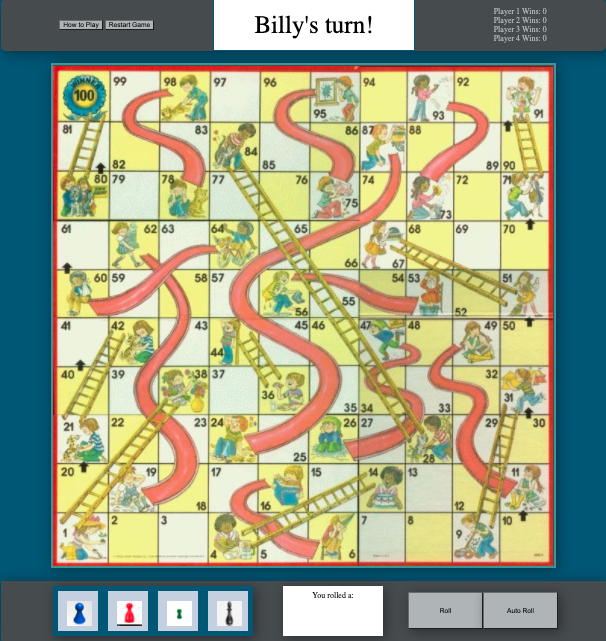 How to Play Restart Game
Billy's turn!
Player 1 Wins: 0
Player 2 Wins: 0
Player 3 Wins: 0
Player 4 Wins: 0
WINNER
100 99 98 97 96 95 94 93 92 91
81 82 83 84 85 86 87 88 89 90
80 79 78 77 76 75 74 73 72 71
61 62 63 64 65 66 67 68 69 70
60 59 58 57 56 55 54 53 52 51
41 42 43 44 45 46 47 48 49 50
40 39 38 37 36 35 34 33 32 31
21 22 23 24 25 26 27 28 29 30
20 19 18 17 16 15 14 13 12 11
1 2 3 4 5 6 7 8 9 10
You rolled a:
Roll Auto Roll